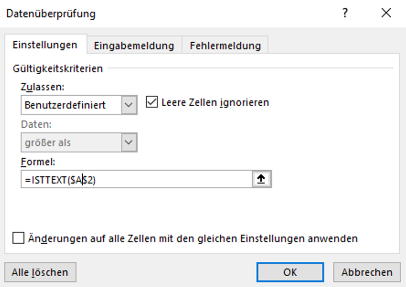 Datenüberprüfung ? ×
Einstellungen Eingabemeldung Fehlermeldung
Gültigkeitskriterien
Zulassen:
Benutzerdefiniert Leere Zellen ignorieren
Daten:
größer als
Formel:
=ISTTEXT($A$2)
Änderungen auf alle Zellen mit den gleichen Einstellungen anwenden
Alle löschen OK Abbrechen